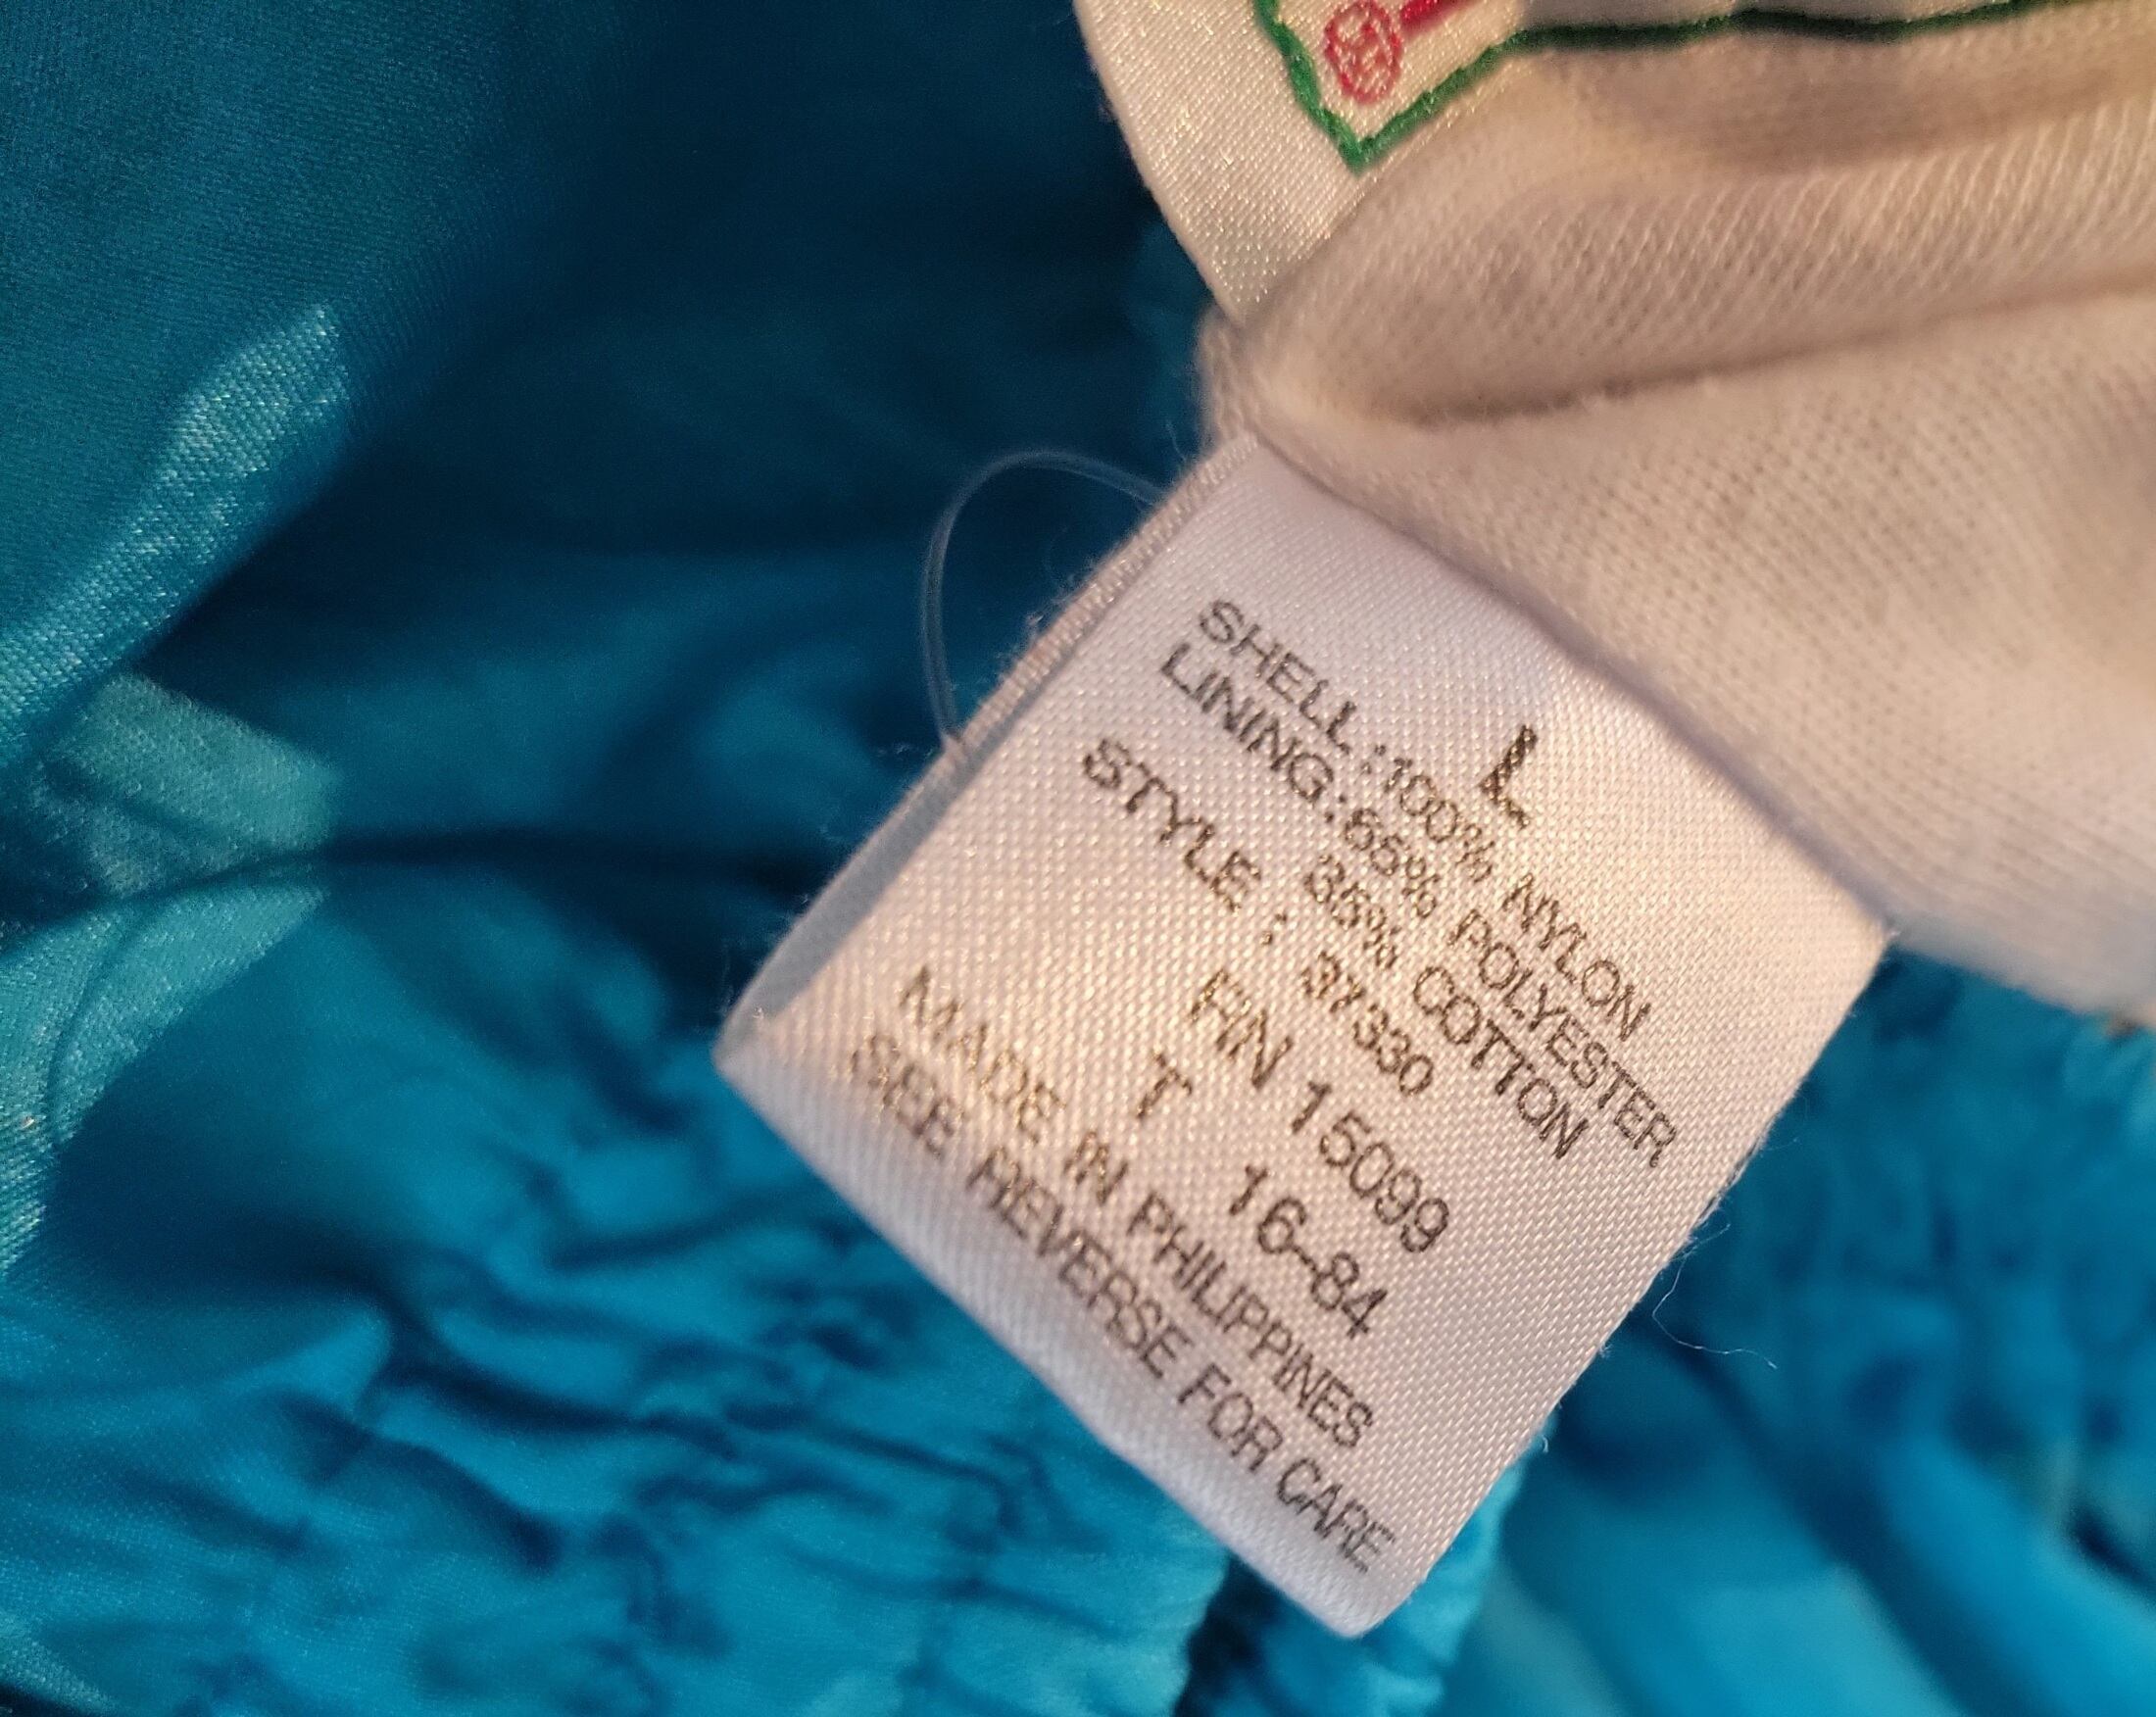 L
SHELL : 100% NYLON
LINING : 65% POLYESTER
35% COTTON
STYLE : 37330
RN 15099
T 16-84
MADE IN PHILIPPINES
SEE REVERSE FOR CARE